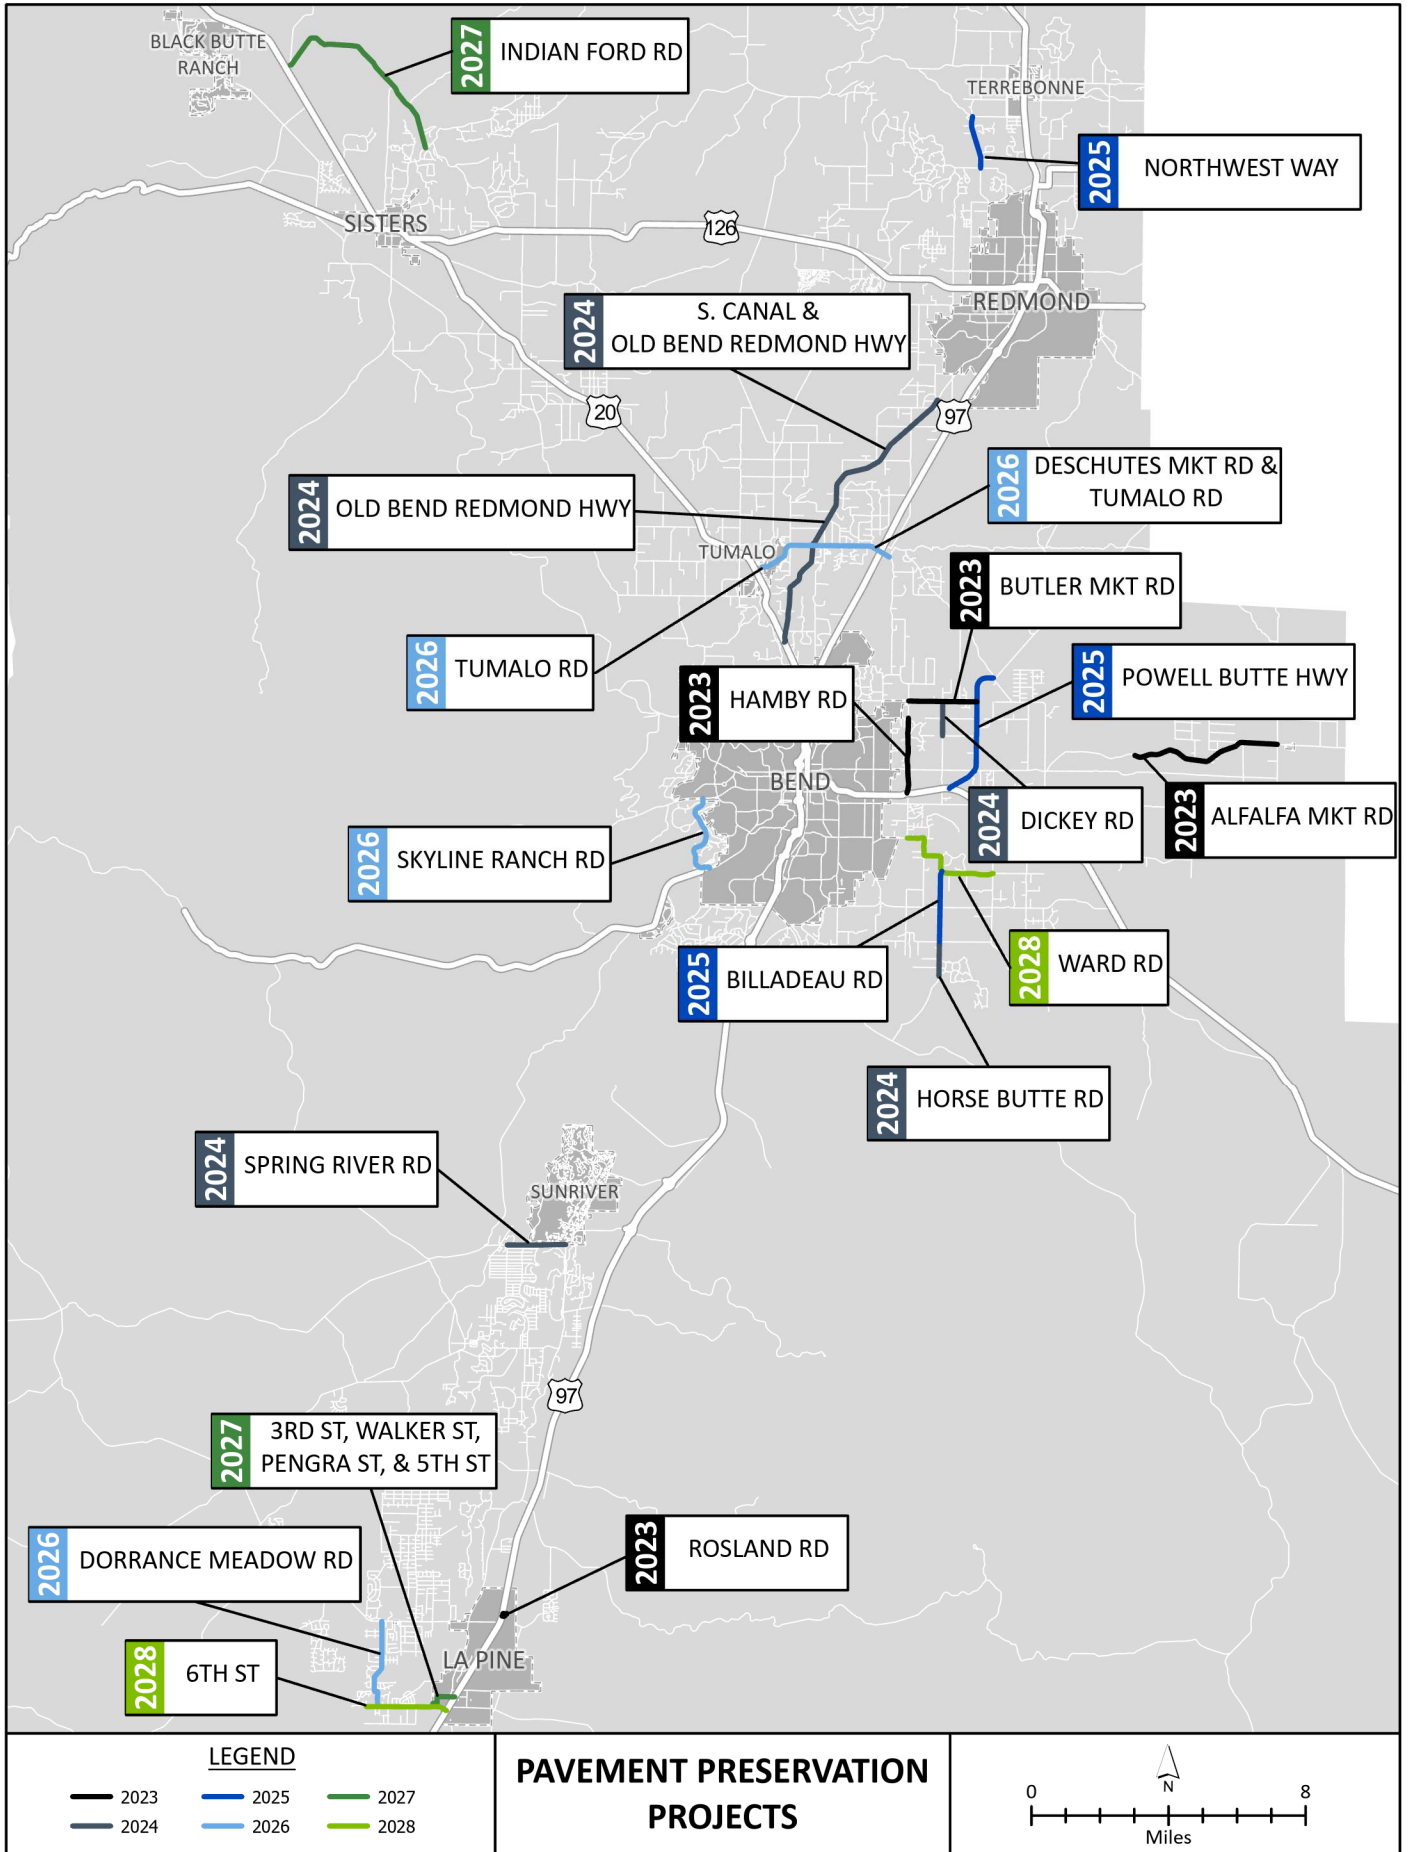 BLACK BUTTE
RANCH
2027
INDIAN FORD RD
TERREBONNE
2025
NORTHWEST WAY
SISTERS
126
REDMOND
2024
S. CANAL &
OLD BEND REDMOND HWY
20
97
2026
DESCHUTES MKT RD &
TUMALO RD
2024
OLD BEND REDMOND HWY
TUMALO
2023
BUTLER MKT RD
2026
TUMALO RD
2025
POWELL BUTTE HWY
2023
HAMBY RD
BEND
2024
DICKEY RD
2023
ALFALFA MKT RD
2026
SKYLINE RANCH RD
2028
WARD RD
2025
BILLADEAU RD
2024
HORSE BUTTE RD
2024
SPRING RIVER RD
SUNRIVER
97
2027
3RD ST, WALKER ST,
PENGRA ST, & 5TH ST
2026
DORRANCE MEADOW RD
2023
ROSLAND RD
2028
6TH ST
LA PINE
LEGEND
2023
2025
2027
2024
2026
2028
PAVEMENT PRESERVATION
PROJECTS
N
0
8
Miles